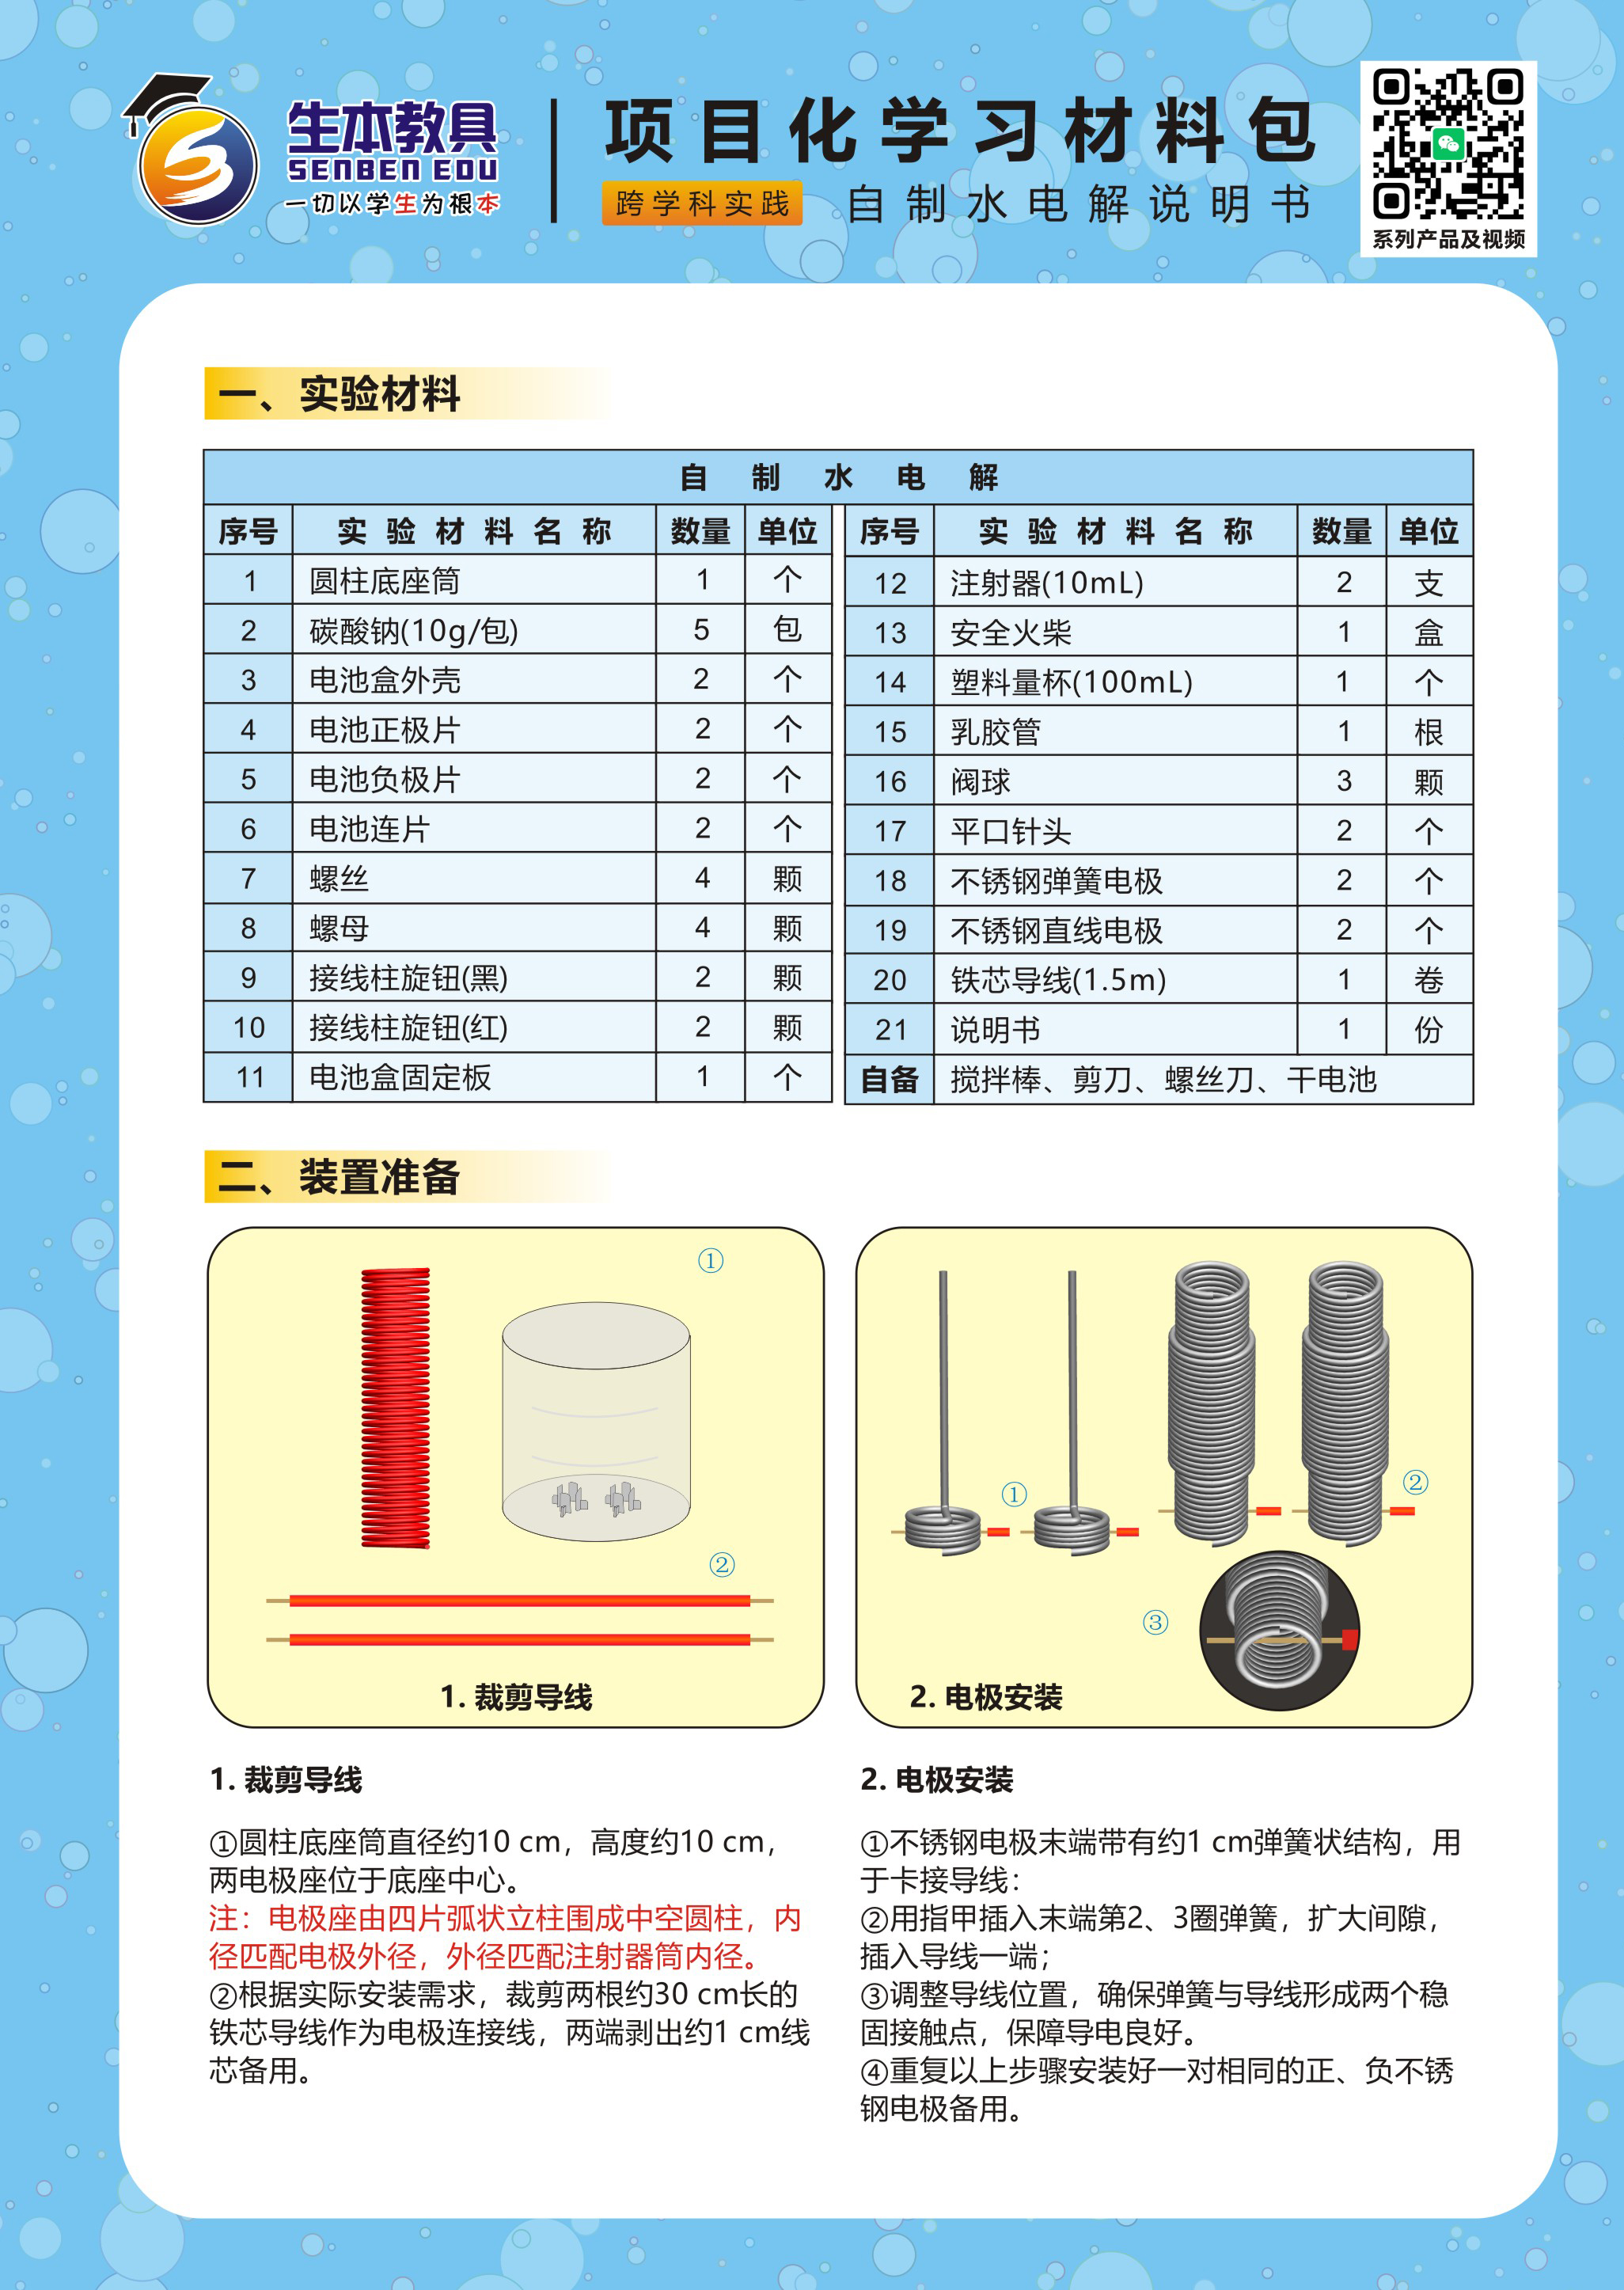 生本教具
SENBEN EDU
一切以学生为根本
项目化学习材料包
跨学科实践 自制水电解说明书
系列产品及视频
一、实验材料
自制水电解
序号 实验材料名称 数量 单位 序号 实验材料名称 数量 单位
1 圆柱底座筒 1 个 12 注射器(10mL) 2 支
2 碳酸钠(10g/包) 5 包 13 安全火柴 1 盒
3 电池盒外壳 2 个 14 塑料量杯(100mL) 1 个
4 电池正极片 2 个 15 乳胶管 1 根
5 电池负极片 2 个 16 阀球 3 颗
6 电池连片 2 个 17 平口针头 2 个
7 螺丝 4 颗 18 不锈钢弹簧电极 2 个
8 螺母 4 颗 19 不锈钢直线电极 2 个
9 接线柱旋钮(黑) 2 颗 20 铁芯导线(1.5m) 1 卷
10 接线柱旋钮(红) 2 颗 21 说明书 1 份
11 电池盒固定板 1 个 自备 搅拌棒、剪刀、螺丝刀、干电池
二、装置准备
①
②
1. 裁剪导线
①
②
③
2. 电极安装
1. 裁剪导线
①圆柱底座筒直径约10 cm，高度约10 cm，
两电极座位于底座中心。
注：电极座由四片弧状立柱围成中空圆柱，内
径匹配电极外径，外径匹配注射器筒内径。
②根据实际安装需求，裁剪两根约30 cm长的
铁芯导线作为电极连接线，两端剥出约1 cm线
芯备用。
2. 电极安装
①不锈钢电极末端带有约1 cm弹簧状结构，用
于卡接导线：
②用指甲插入末端第2、3圈弹簧，扩大间隙，
插入导线一端；
③调整导线位置，确保弹簧与导线形成两个稳
固接触点，保障导电良好。
④重复以上步骤安装好一对相同的正、负不锈
钢电极备用。